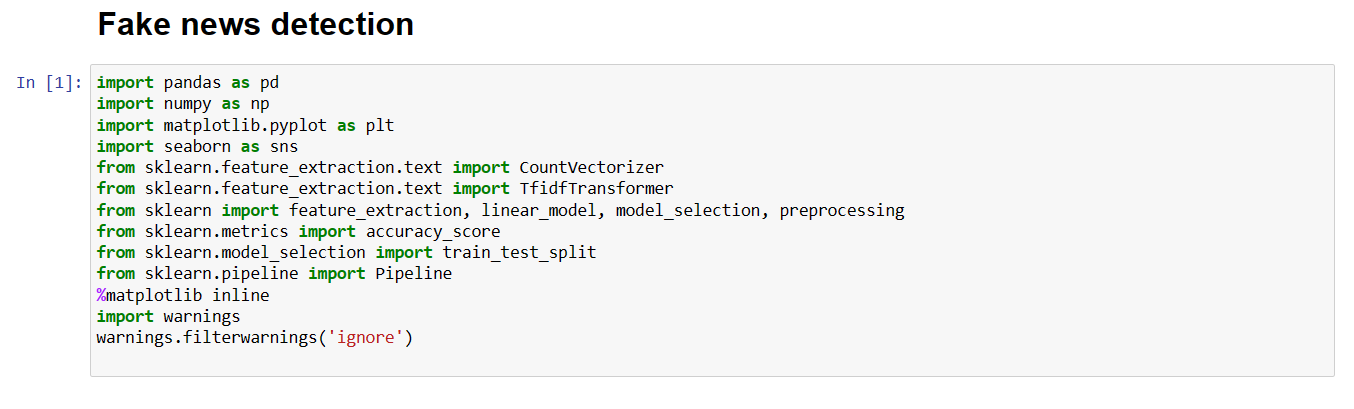 Fake news detection
In [1]:
import pandas as pd
import numpy as np
import matplotlib.pyplot as plt
import seaborn as sns
from sklearn.feature_extraction.text import CountVectorizer
from sklearn.feature_extraction.text import TfidfTransformer
from sklearn import feature_extraction, linear_model, model_selection, preprocessing
from sklearn.metrics import accuracy_score
from sklearn.model_selection import train_test_split
from sklearn.pipeline import Pipeline
%matplotlib inline
import warnings
warnings.filterwarnings('ignore')